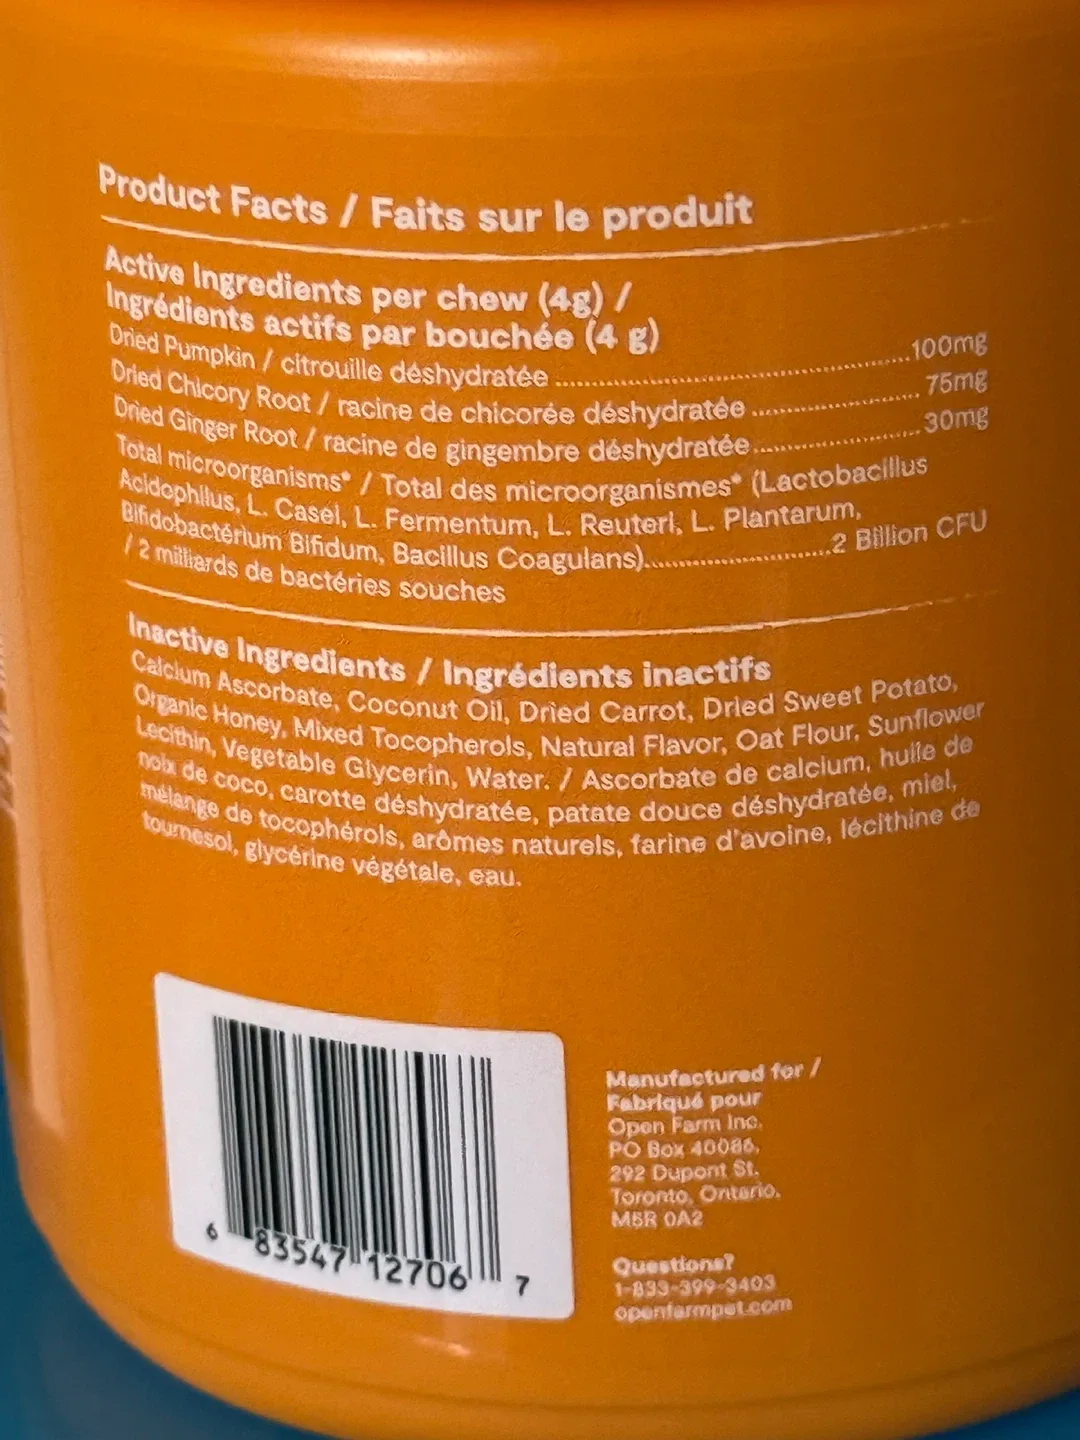 Product Facts / Faits sur le produit
Active Ingredients per chew (4g) /
Ingrédients actifs par bouchée (4 g)
Dried Pumpkin / citrouille déshydratée 100mg
Dried Chicory Root / racine de chicorée déshydratée 75mg
Dried Ginger Root / racine de gingembre déshydratée 30mg
Total microorganisms* / Total des microorganismes* (Lactobacillus
Acidophilus, L. Casei, L. Fermentum, L. Reuteri, L. Plantarum,
Bifidobactérium Bifidum, Bacillus Coagulans) 2 Billion CFU
/ 2 milliards de bactéries souches
Inactive Ingredients / Ingrédients inactifs
Calcium Ascorbate, Coconut Oil, Dried Carrot, Dried Sweet Potato,
Organic Honey, Mixed Tocopherols, Natural Flavor, Oat Flour, Sunflower
Lecithin, Vegetable Glycerin, Water. / Ascorbate de calcium, huile de
noix de coco, carotte déshydratée, patate douce déshydratée, miel,
mélange de tocophérols, arômes naturels, farine d'avoine, lécithine de
tournesol, glycérine végétale, eau.
6 83547 12706 7
Manufactured for /
Fabriqué pour
Open Farm Inc.
PO Box 40086,
292 Dupont St.
Toronto, Ontario.
M5R 0A2
Questions?
1-833-399-3403
openfarmpet.com